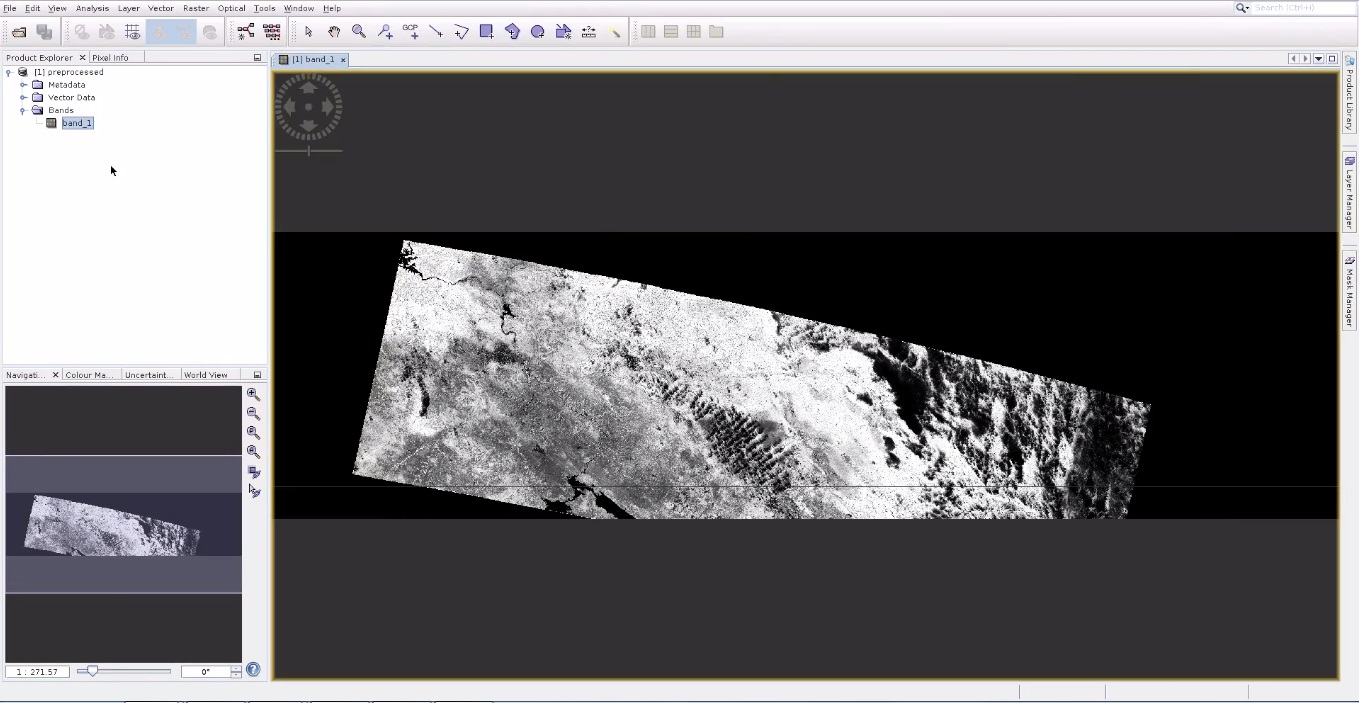 File Edit View Analysis Layer Vector Raster Optical Tools Window Help Search (Ctrl+I)
GCP
Product Explorer Pixel Info [1] band_1
[1] preprocessed
Metadata
Vector Data
Bands
band_1
Product Library
Layer Manager
Mask Manager
Navigati... Colour Ma... Uncertaint... World View
1 : 271.57 0°